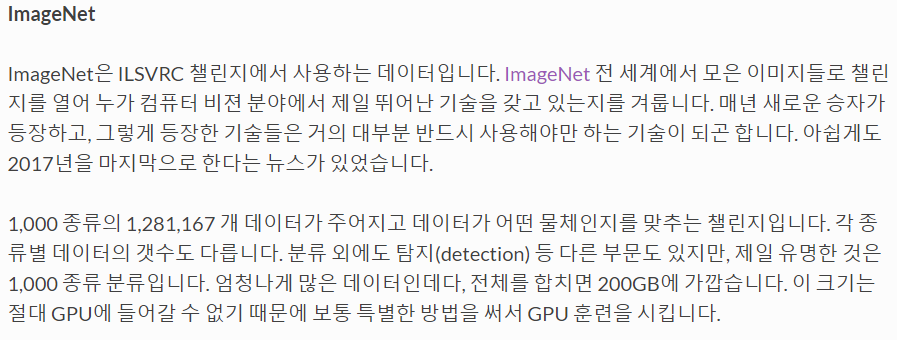 ImageNet
ImageNet은 ILSVRC 챌린지에서 사용하는 데이터입니다. ImageNet 전 세계에서 모은 이미지들로 챌린
지를 열어 누가 컴퓨터 비젼 분야에서 제일 뛰어난 기술을 갖고 있는지를 겨룹니다. 매년 새로운 승자가
등장하고, 그렇게 등장한 기술들은 거의 대부분 반드시 사용해야만 하는 기술이 되곤 합니다. 아쉽게도
2017년을 마지막으로 한다는 뉴스가 있었습니다.
1,000 종류의 1,281,167 개 데이터가 주어지고 데이터가 어떤 물체인지를 맞추는 챌린지입니다. 각 종
류별 데이터의 갯수도 다릅니다. 분류 외에도 탐지(detection) 등 다른 부문도 있지만, 제일 유명한 것은
1,000 종류 분류입니다. 엄청나게 많은 데이터인데다, 전체를 합치면 200GB에 가깝습니다. 이 크기는
절대 GPU에 들어갈 수 없기 때문에 보통 특별한 방법을 써서 GPU 훈련을 시킵니다.